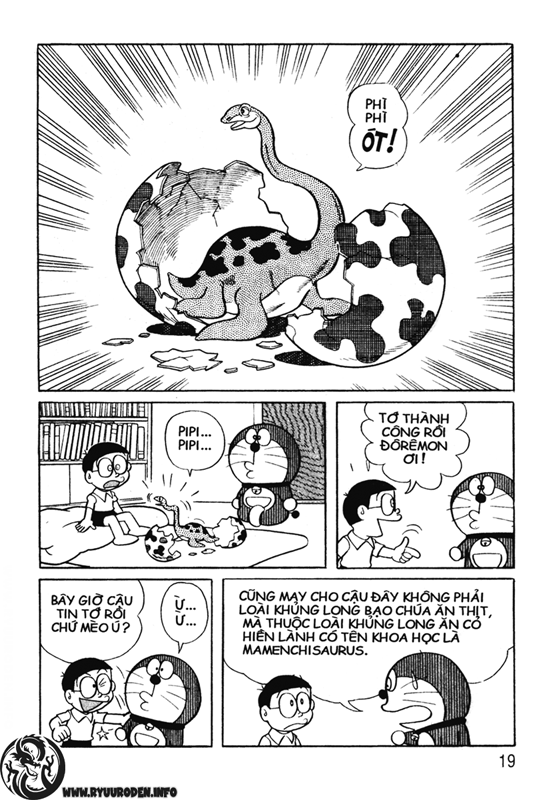 PHÌ
PHÌ
ÓT!
PIPI...
PIPI...
TỚ THÀNH
CÔNG RỒI
ĐÔRÊMON
ƠI!
BÂY GIỜ CẬU
TIN TỚ RỒI
CHỨ MÈO Ú?
Ừ...
Ừ...
CŨNG MAY CHO CẬU ĐÂY KHÔNG PHẢI
LOÀI KHỦNG LONG BẠO CHÚA ĂN THỊT,
MÀ THUỘC LOÀI KHỦNG LONG ĂN CỎ
HIỀN LÀNH CÓ TÊN KHOA HỌC LÀ
MAMENCHISAURUS.
19
WWW.RYUURODEN.INFO